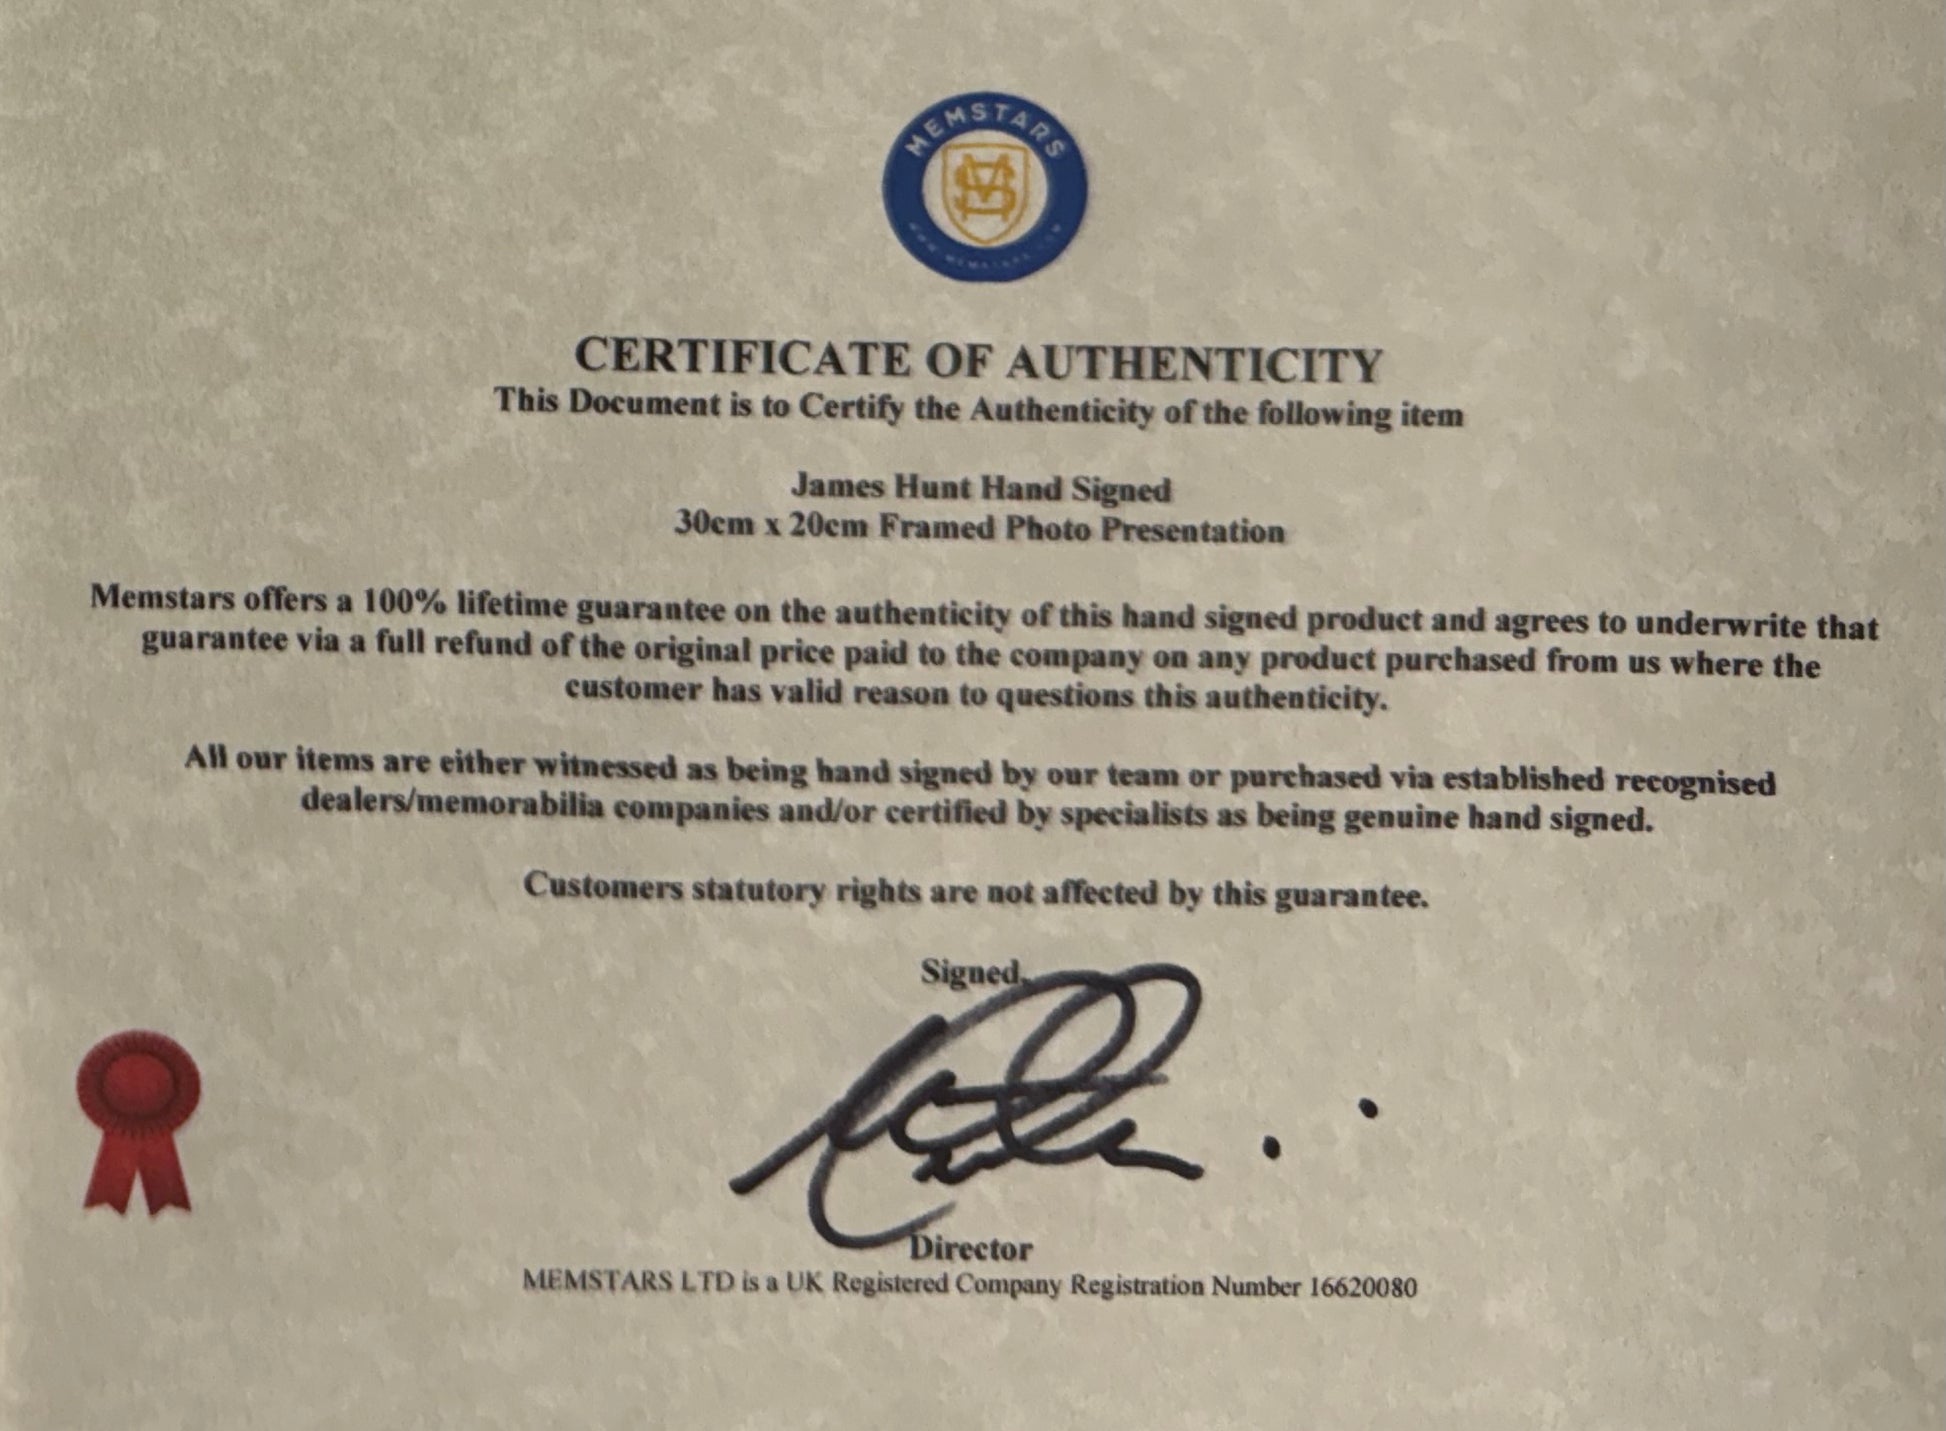 MEMSTARS
CERTIFICATE OF AUTHENTICITY
This Document is to Certify the Authenticity of the following item
James Hunt Hand Signed
30cm x 20cm Framed Photo Presentation
Memstars offers a 100% lifetime guarantee on the authenticity of this hand signed product and agrees to underwrite that
guarantee via a full refund of the original price paid to the company on any product purchased from us where the
customer has valid reason to questions this authenticity.
All our items are either witnessed as being hand signed by our team or purchased via established recognised
dealers/memorabilia companies and/or certified by specialists as being genuine hand signed.
Customers statutory rights are not affected by this guarantee.
Signed,
Director
MEMSTARS LTD is a UK Registered Company Registration Number 16620080